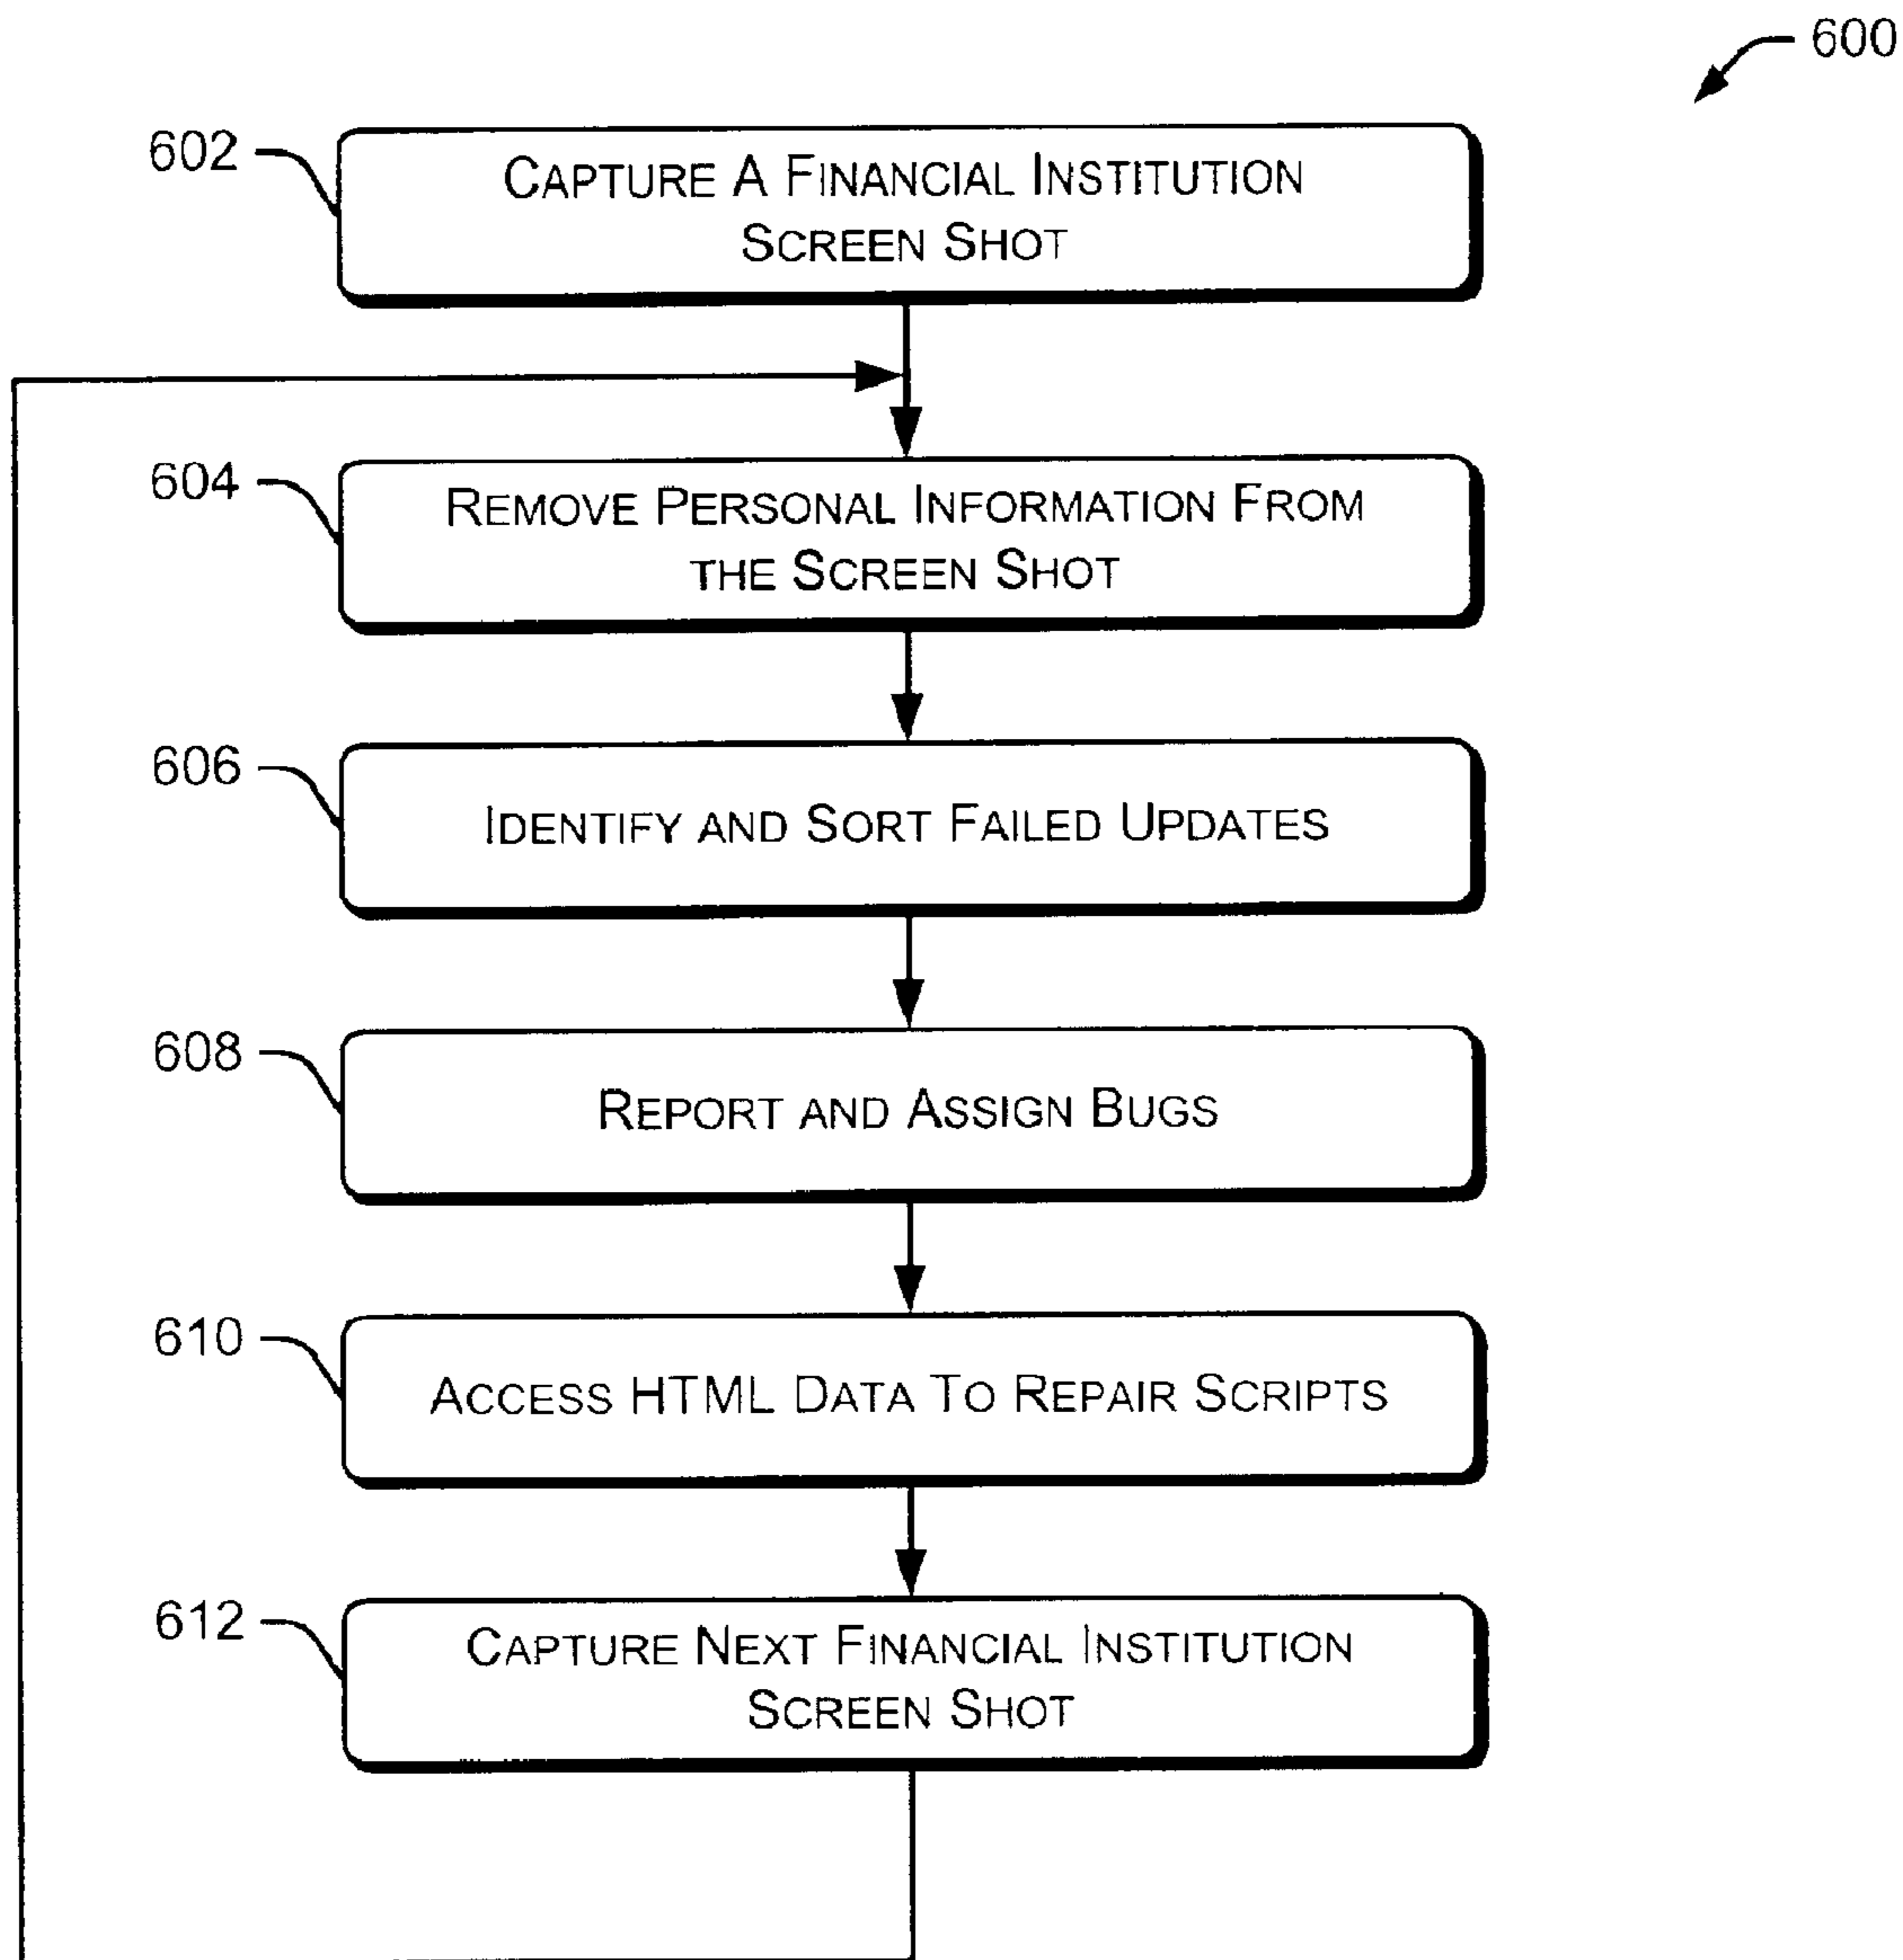 600
602
CAPTURE A FINANCIAL INSTITUTION
SCREEN SHOT
604
REMOVE PERSONAL INFORMATION FROM
THE SCREEN SHOT
606
IDENTIFY AND SORT FAILED UPDATES
608
REPORT AND ASSIGN BUGS
610
ACCESS HTML DATA TO REPAIR SCRIPTS
612
CAPTURE NEXT FINANCIAL INSTITUTION
SCREEN SHOT